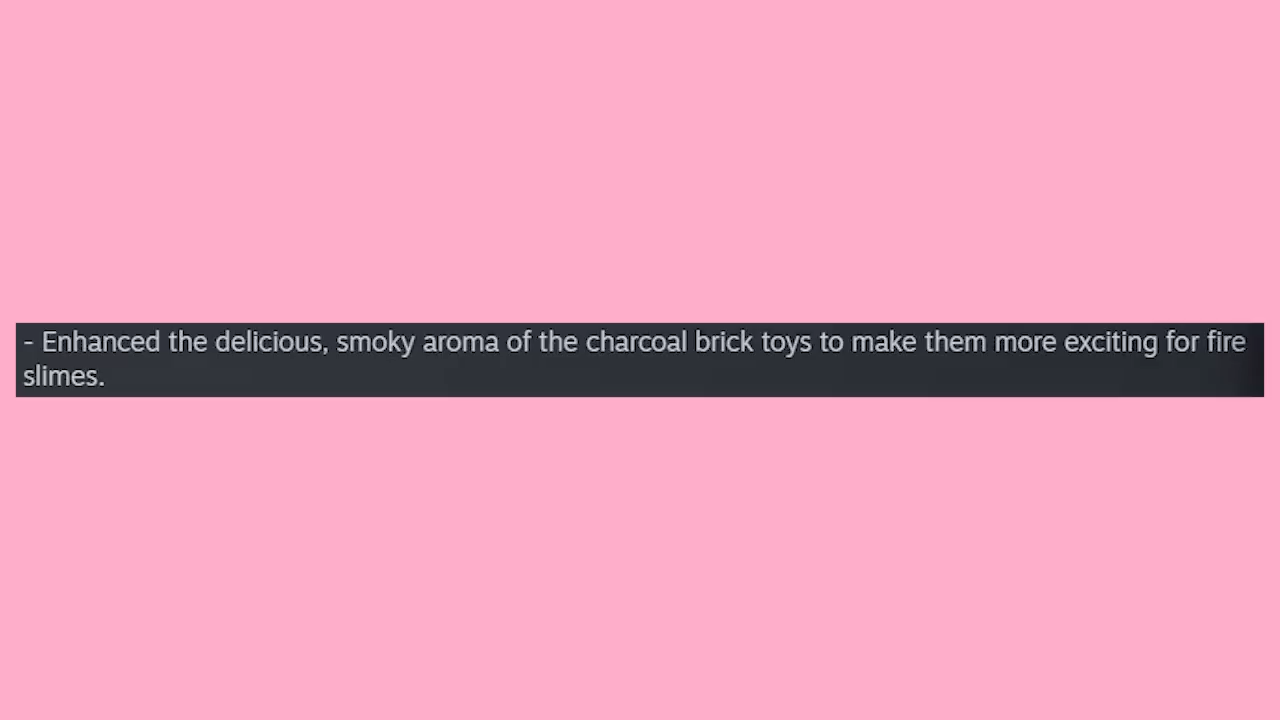 - Enhanced the delicious, smoky aroma of the charcoal brick toys to make them more exciting for fire
slimes.